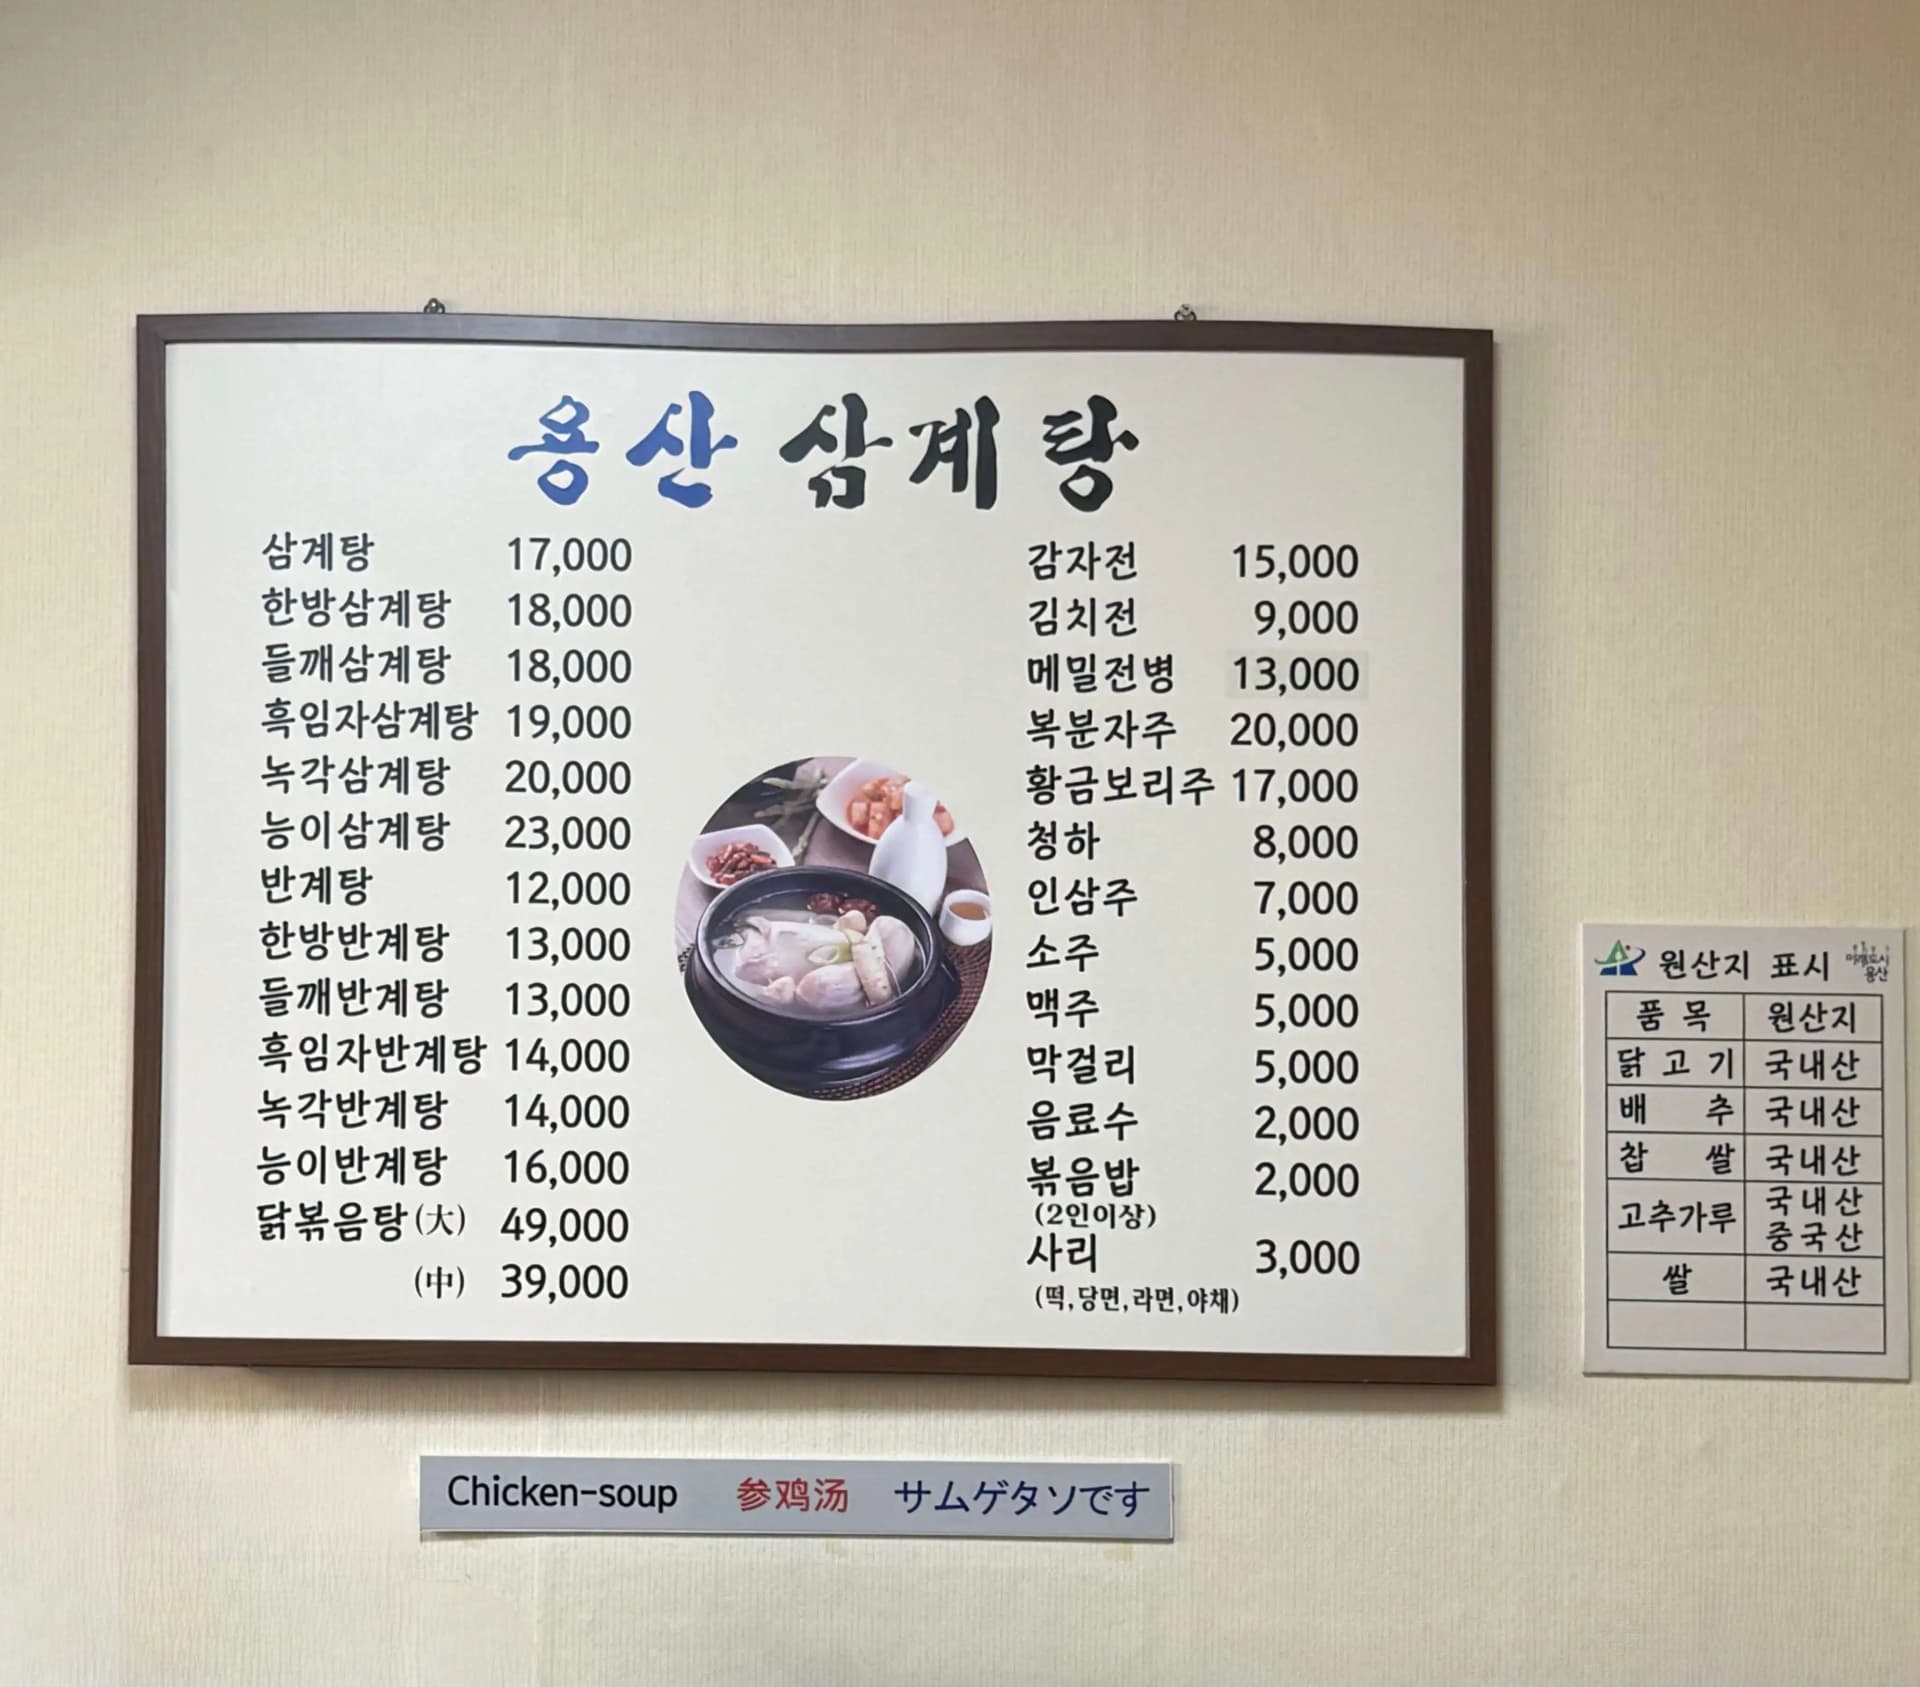 용산 삼계탕
삼계탕 17,000
한방삼계탕 18,000
들깨삼계탕 18,000
흑임자삼계탕 19,000
녹각삼계탕 20,000
능이삼계탕 23,000
반계탕 12,000
한방반계탕 13,000
들깨반계탕 13,000
흑임자반계탕 14,000
녹각반계탕 14,000
능이반계탕 16,000
닭볶음탕(大) 49,000
(中) 39,000
감자전 15,000
김치전 9,000
메밀전병 13,000
복분자주 20,000
황금보리주 17,000
청하 8,000
인삼주 7,000
소주 5,000
맥주 5,000
막걸리 5,000
음료수 2,000
볶음밥 2,000
(2인이상)
사리 3,000
(떡,당면,라면,야채)
원산지 표시
미래도시
용산
품 목 원산지
닭 고 기 국내산
배 추 국내산
찹 쌀 국내산
고추가루 국내산
중국산
쌀 국내산
Chicken-soup 参鸡汤 サムゲタソです